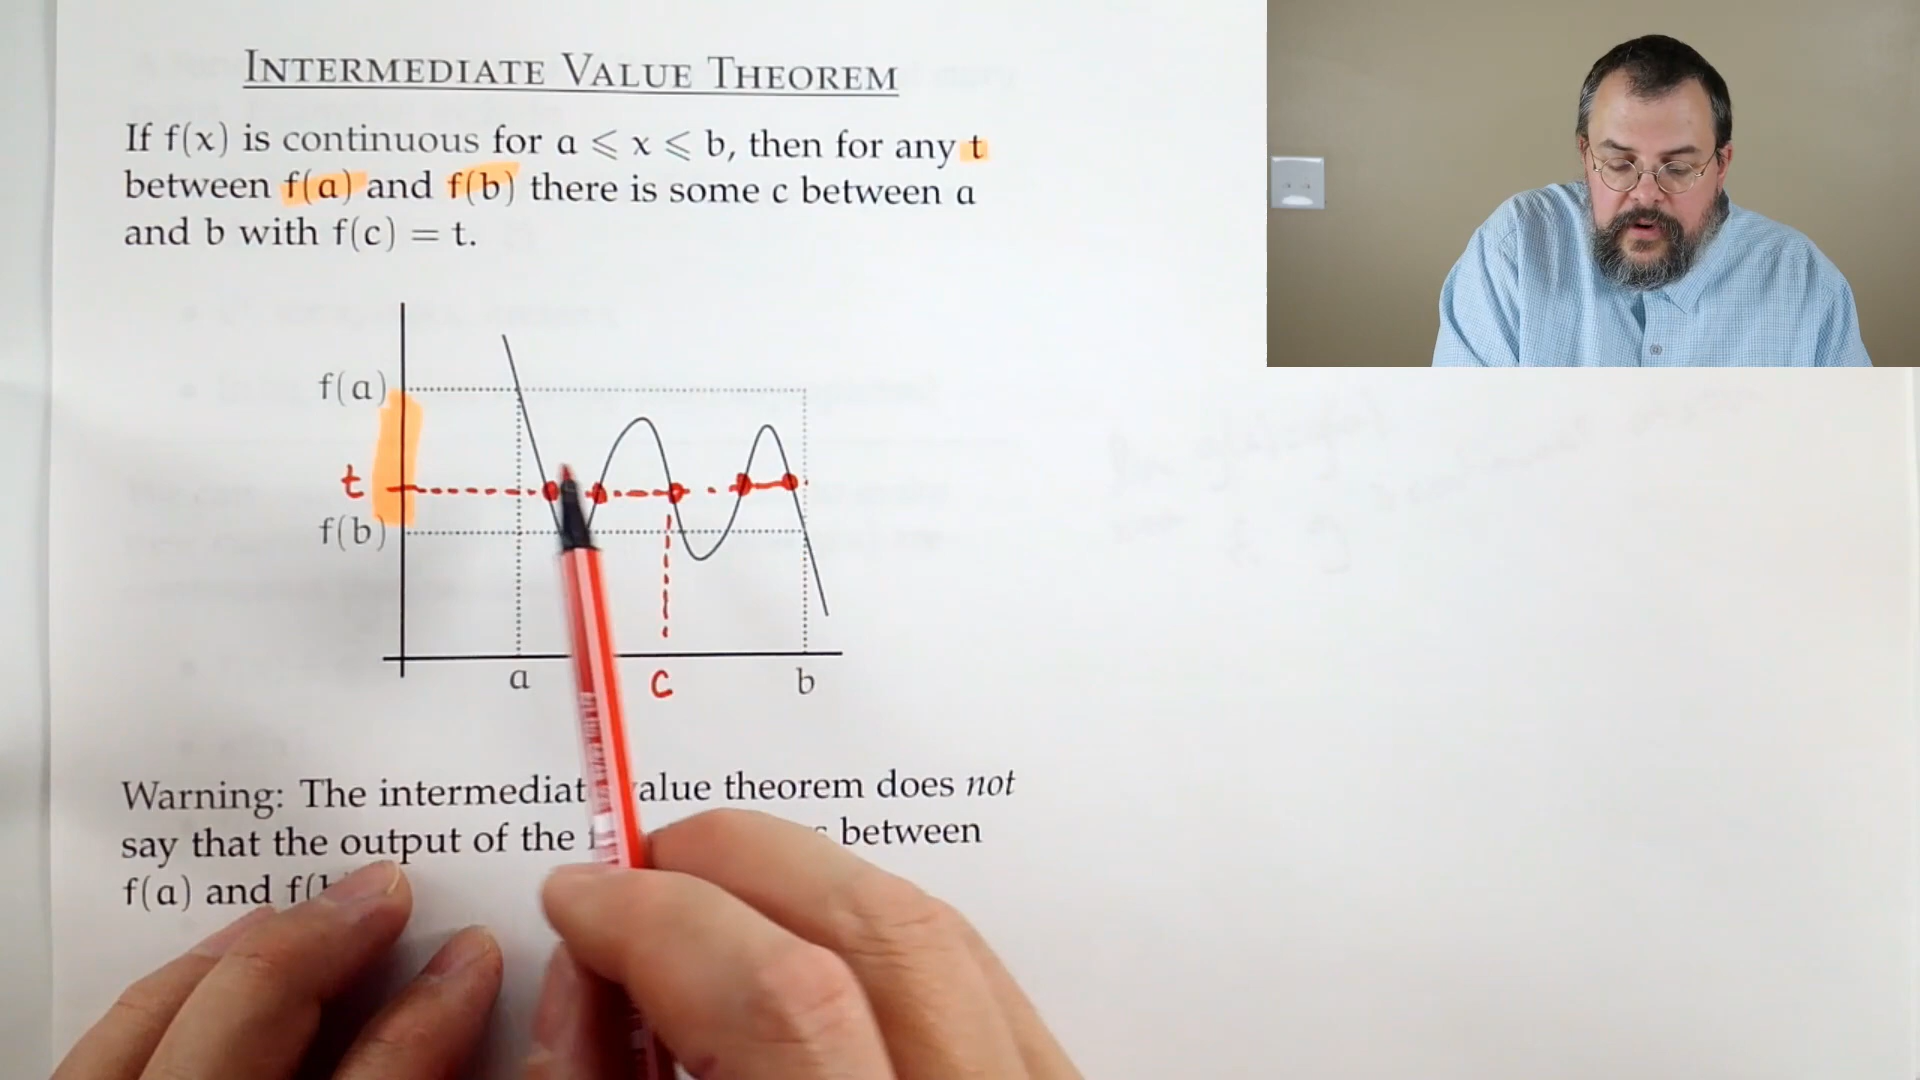 INTERMEDIATE VALUE THEOREM
If f(x) is continuous for a ⩽ x ⩽ b, then for any t
between f(a) and f(b) there is some c between a
and b with f(c) = t.
f(a)
t
f(b)
a
c
b
Warning: The intermediate value theorem does not
say that the output of the between
f(a) and